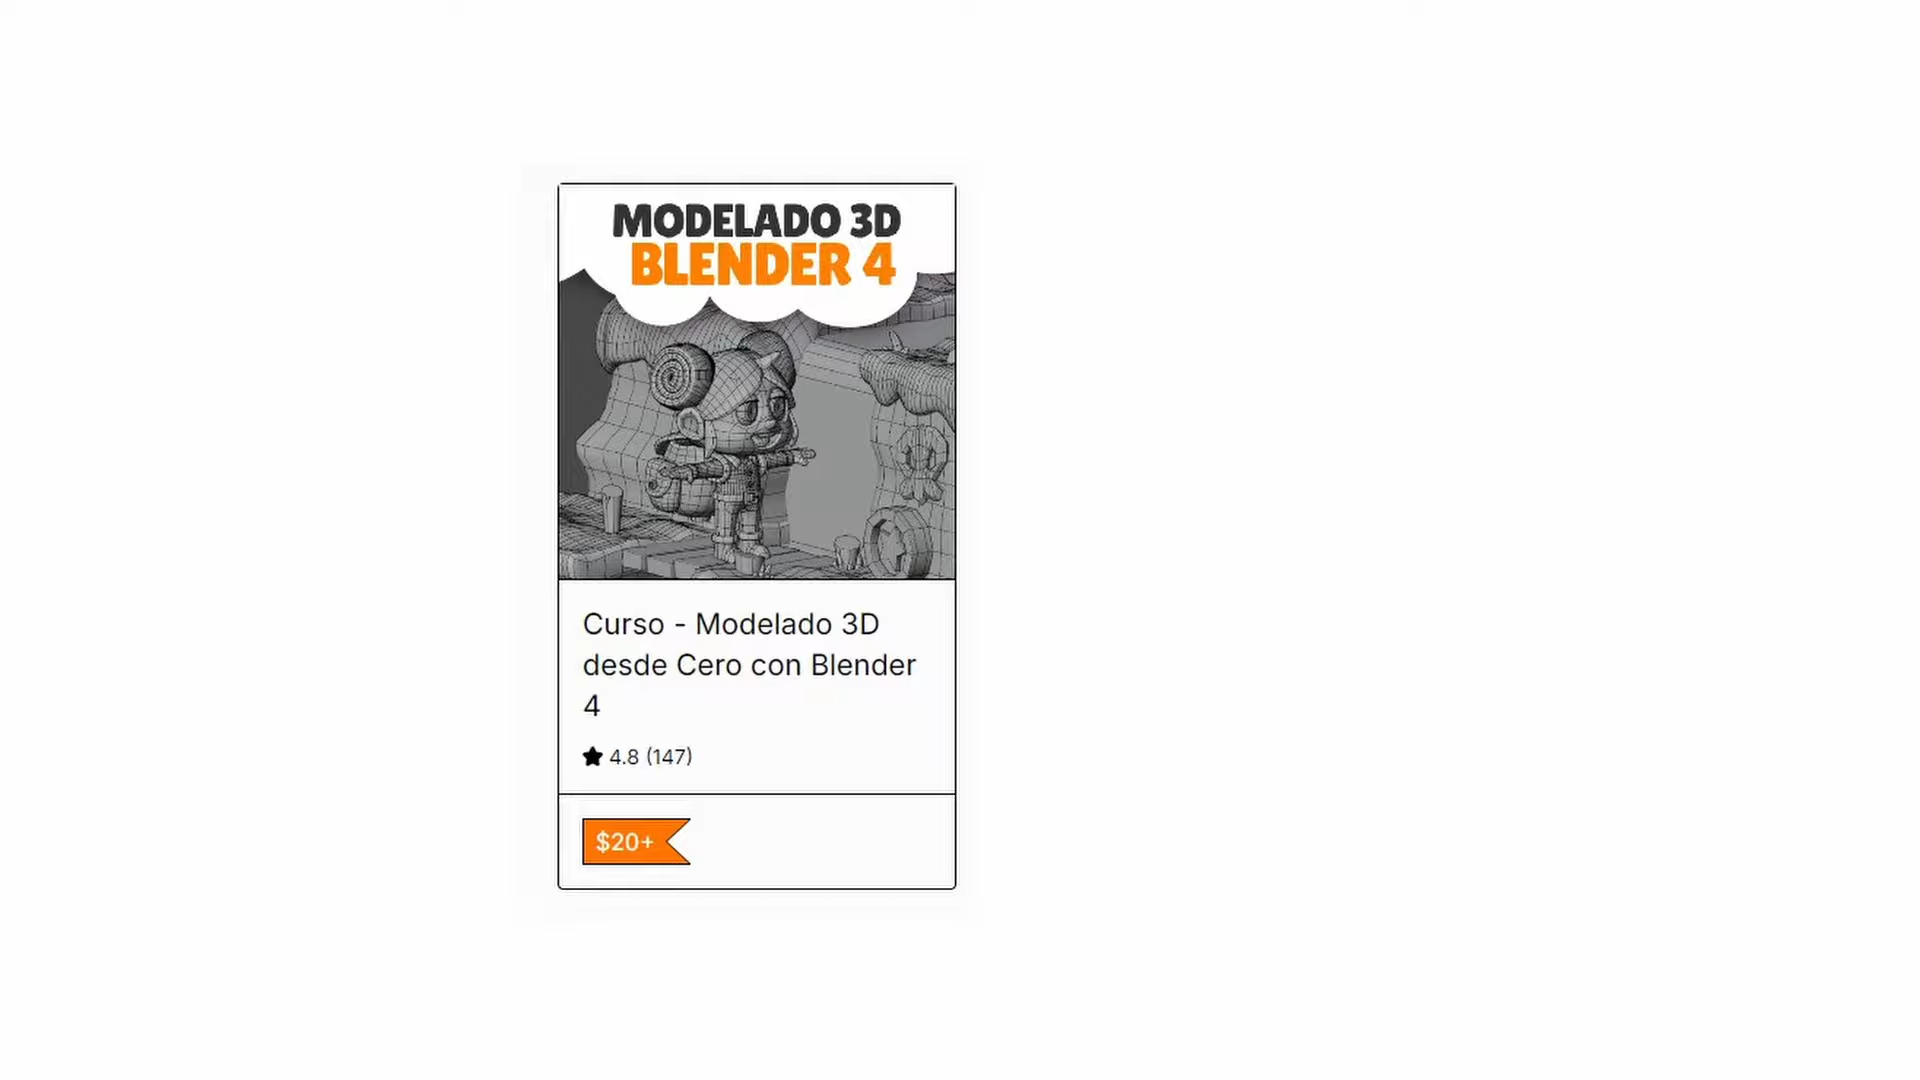 MODELADO 3D
BLENDER 4
Curso - Modelado 3D
desde Cero con Blender
4
4.8 (147)
$20+